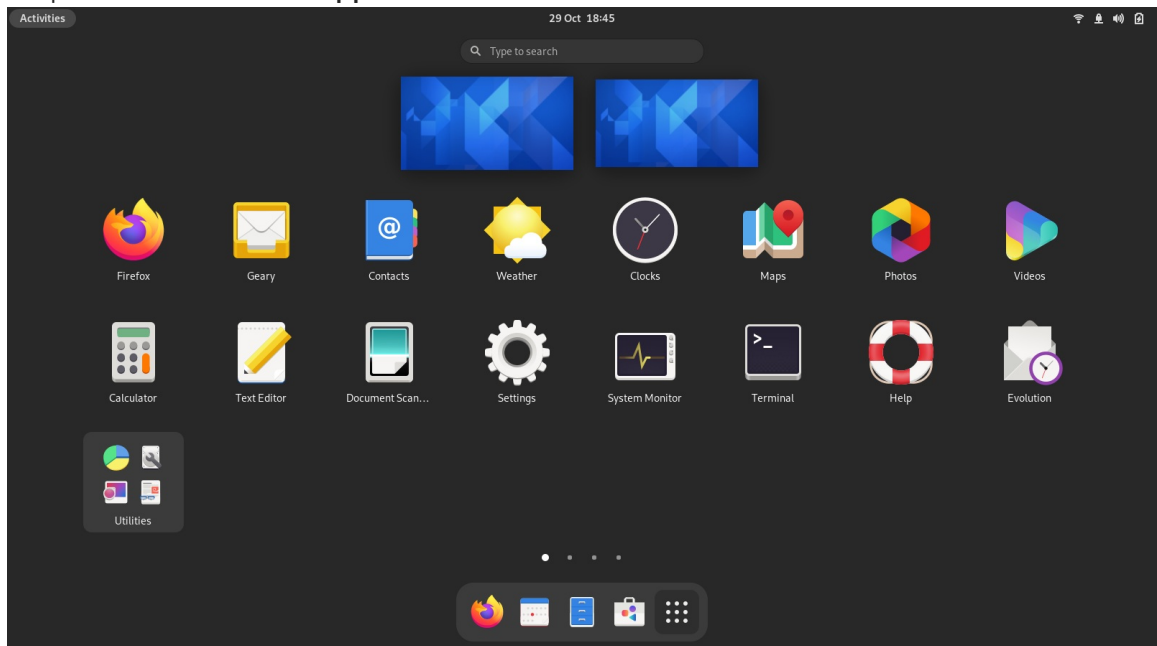 Activities
29 Oct 18:45
Type to search
@
Firefox
Geary
Contacts
Weather
Clocks
Maps
Photos
Videos
>_
Calculator
Text Editor
Document Scan...
Settings
System Monitor
Terminal
Help
Evolution
Utilities